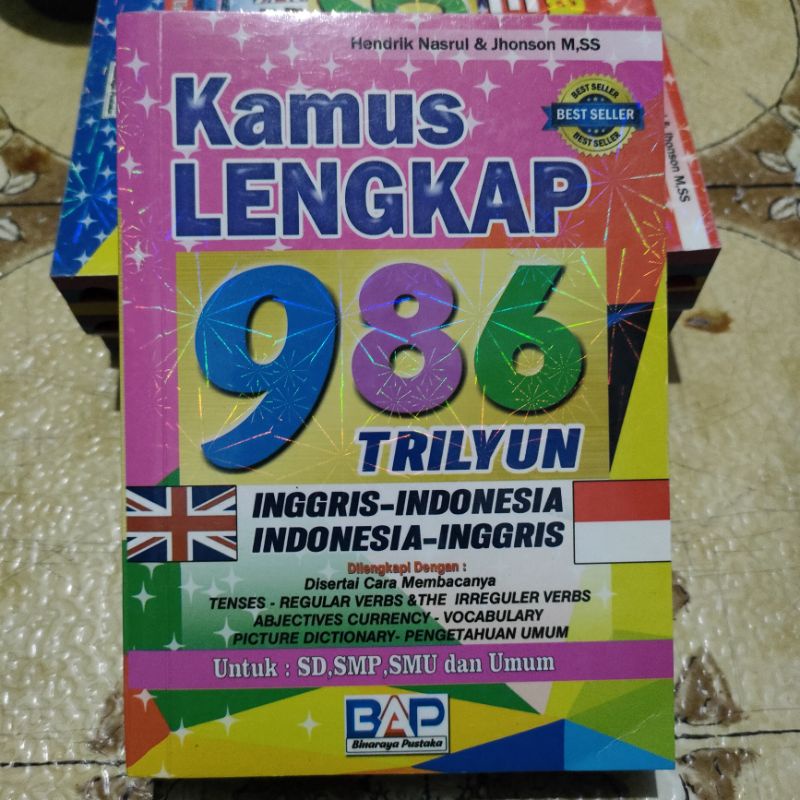 Hendrik Nasrul & Jhonson M,SS
Kamus
LENGKAP
BEST SELLER
BEST SELLER
BEST SELLER
986
TRILYUN
INGGRIS-INDONESIA
INDONESIA-INGGRIS
Dilengkapi Dengan :
Disertai Cara Membacanya
TENSES - REGULAR VERBS &THE IRREGULER VERBS
ABJECTIVES CURRENCY - VOCABULARY
PICTURE DICTIONARY- PENGETAHUAN UMUM
Untuk : SD,SMP,SMU dan Umum
BAP
Binaraya Pustaka
Jhonson M,SS